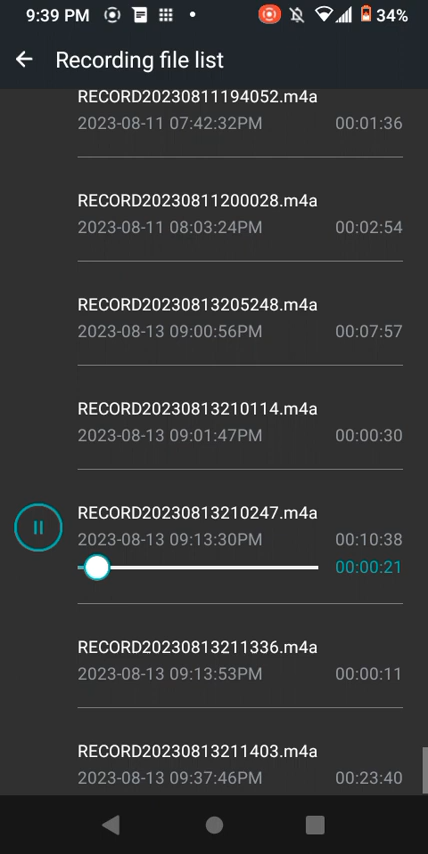 9:39 PM 34%
Recording file list
RECORD20230811194052.m4a
2023-08-11 07:42:32PM 00:01:36
RECORD20230811200028.m4a
2023-08-11 08:03:24PM 00:02:54
RECORD20230813205248.m4a
2023-08-13 09:00:56PM 00:07:57
RECORD20230813210114.m4a
2023-08-13 09:01:47PM 00:00:30
RECORD20230813210247.m4a
2023-08-13 09:13:30PM 00:10:38
00:00:21
RECORD20230813211336.m4a
2023-08-13 09:13:53PM 00:00:11
RECORD20230813211403.m4a
2023-08-13 09:37:46PM 00:23:40